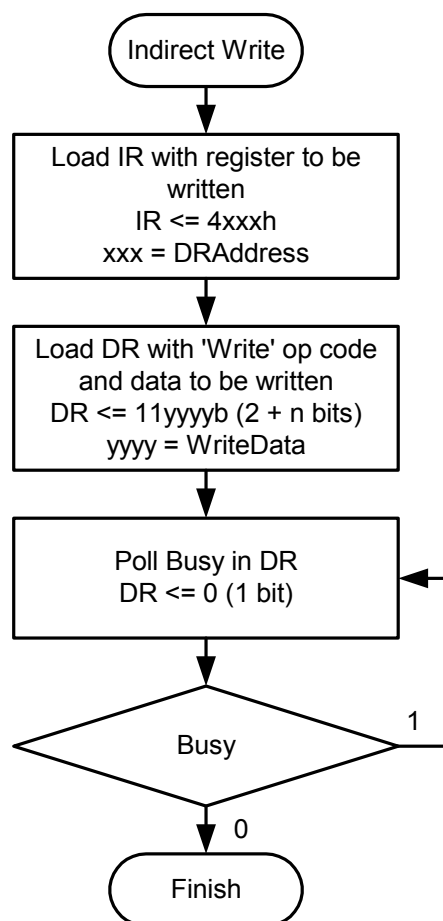 Indirect Write
Load IR with register to be
written
IR <= 4xxxh
xxx = DRAddress
Load DR with 'Write' op code
and data to be written
DR <= 11yyyyb (2 + n bits)
yyyy = WriteData
Poll Busy in DR
DR <= 0 (1 bit)
Busy
1
0
Finish